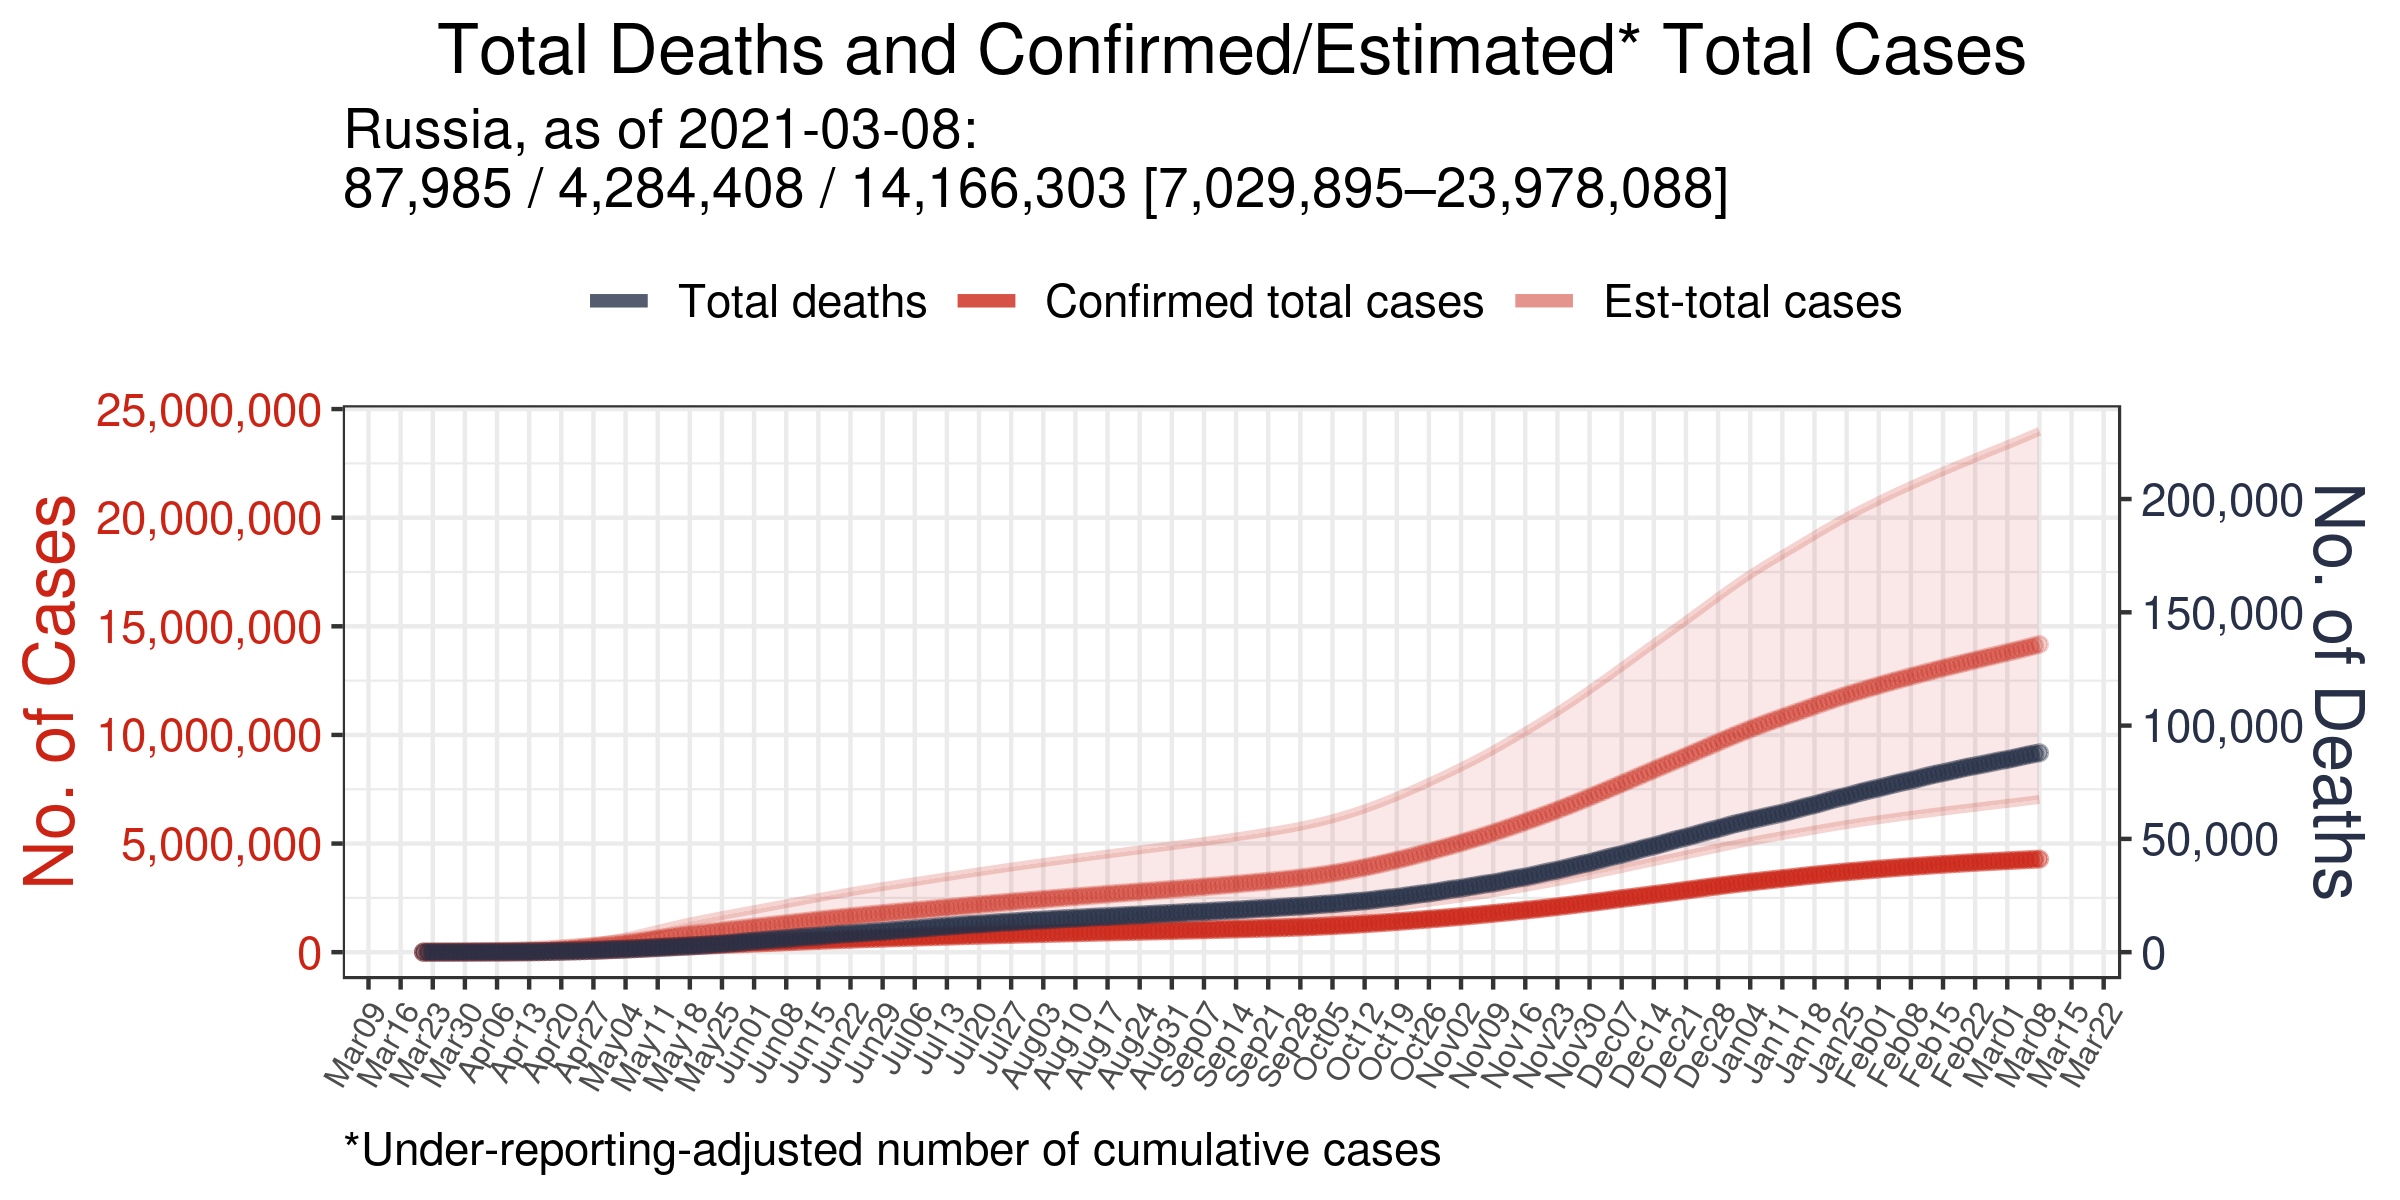 Total Deaths and Confirmed/Estimated* Total Cases
Russia, as of 2021-03-08:
87,985 / 4,284,408 / 14,166,303 [7,029,895–23,978,088]
Total deaths
Confirmed total cases
Est-total cases
No. of Cases
25,000,000
20,000,000
15,000,000
10,000,000
5,000,000
0
200,000
150,000
100,000
50,000
0
No. of Deaths
Mar09
Mar16
Mar23
Mar30
Apr06
Apr13
Apr20
Apr27
May04
May11
May18
May25
Jun01
Jun08
Jun15
Jun22
Jun29
Jul06
Jul13
Jul20
Jul27
Aug03
Aug10
Aug17
Aug24
Aug31
Sep07
Sep14
Sep21
Sep28
Oct05
Oct12
Oct19
Oct26
Nov02
Nov09
Nov16
Nov23
Nov30
Dec07
Dec14
Dec21
Dec28
Jan04
Jan11
Jan18
Jan25
Feb01
Feb08
Feb15
Feb22
Mar01
Mar08
Mar15
Mar22
*Under-reporting-adjusted number of cumulative cases